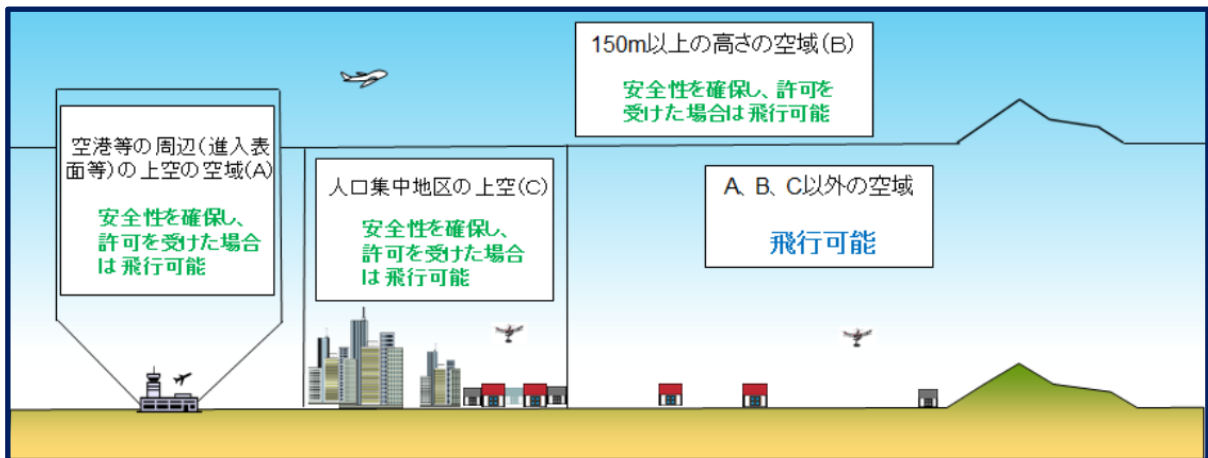 150m以上の高さの空域(B)
安全性を確保し、許可を
受けた場合は飛行可能
空港等の周辺(進入表
面等)の上空の空域(A)
安全性を確保し、
許可を受けた場合
は飛行可能
人口集中地区の上空(C)
安全性を確保し、
許可を受けた場合
は飛行可能
A、B、C以外の空域
飛行可能